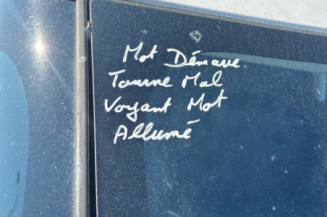 Mot Démarre
Tourne Mal
Voyant Mot
Allumé